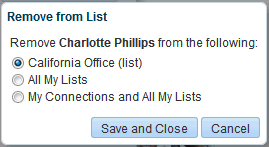 Remove from List
Remove Charlotte Phillips from the following:
California Office (list)
All My Lists
My Connections and All My Lists
Save and Close Cancel